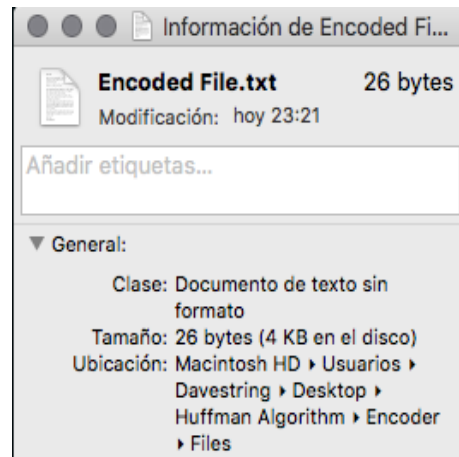 Información de Encoded Fi...
Encoded File.txt 26 bytes
Modificación: hoy 23:21
Añadir etiquetas...
▼ General:
Clase: Documento de texto sin
formato
Tamaño: 26 bytes (4 KB en el disco)
Ubicación: Macintosh HD ▸ Usuarios ▸
Davestring ▸ Desktop ▸
Huffman Algorithm ▸ Encoder
▸ Files